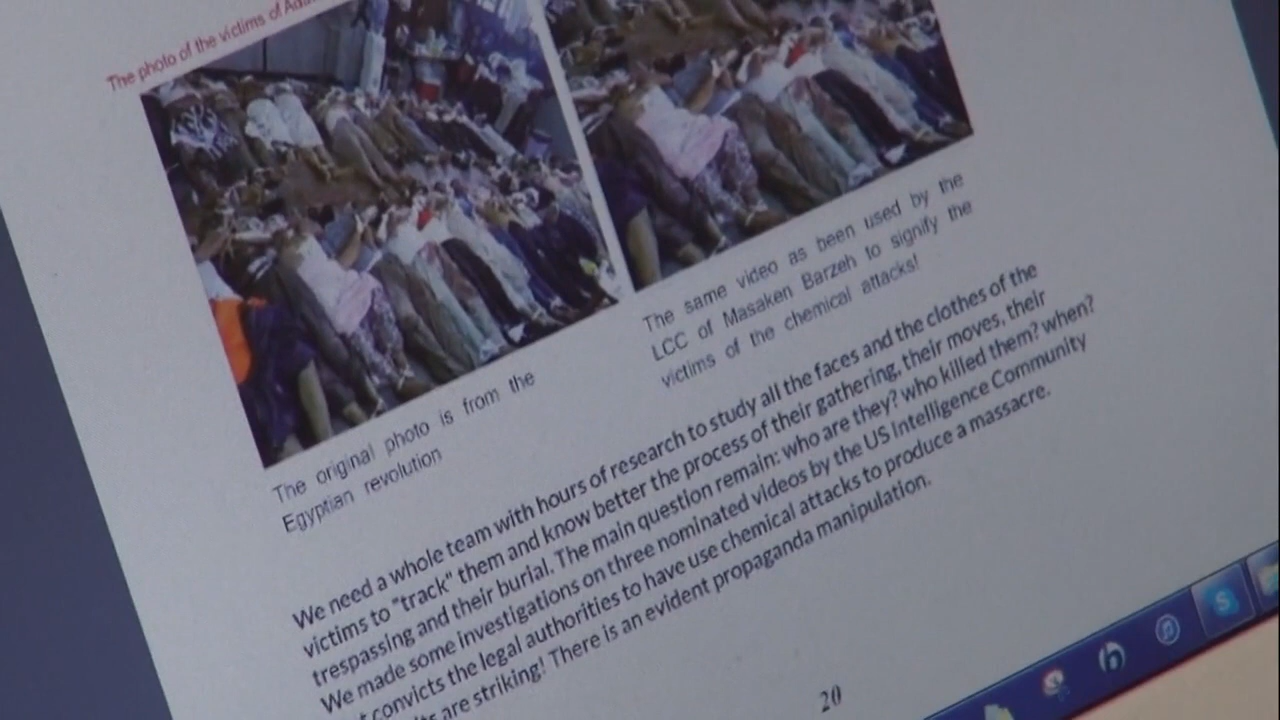 The photo of the victims of
The same video as been used by the
LCC of Masaken Barzeh to signify the
victims of the chemical attacks!
The original photo is from the
Egyptian revolution
We need a whole team with hours of research to study all the faces and the clothes of the
victims to "track" them and know better the process of their gathering, their moves, their
trespassing and their burial. The main question remain: who are they? who killed them? when?
We made some investigations on three nominated videos by the US Intelligence Community
convicts the legal authorities to have use chemical attacks to produce a massacre.
are striking! There is an evident propaganda manipulation.
20